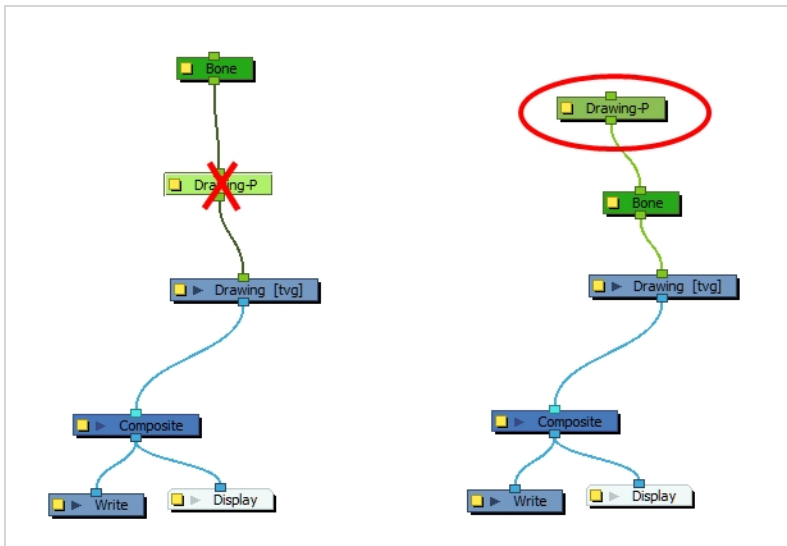 Bone
Drawing-P
Drawing [tvg]
Composite
Write
Display
Drawing-P
Bone
Drawing [tvg]
Composite
Write
Display